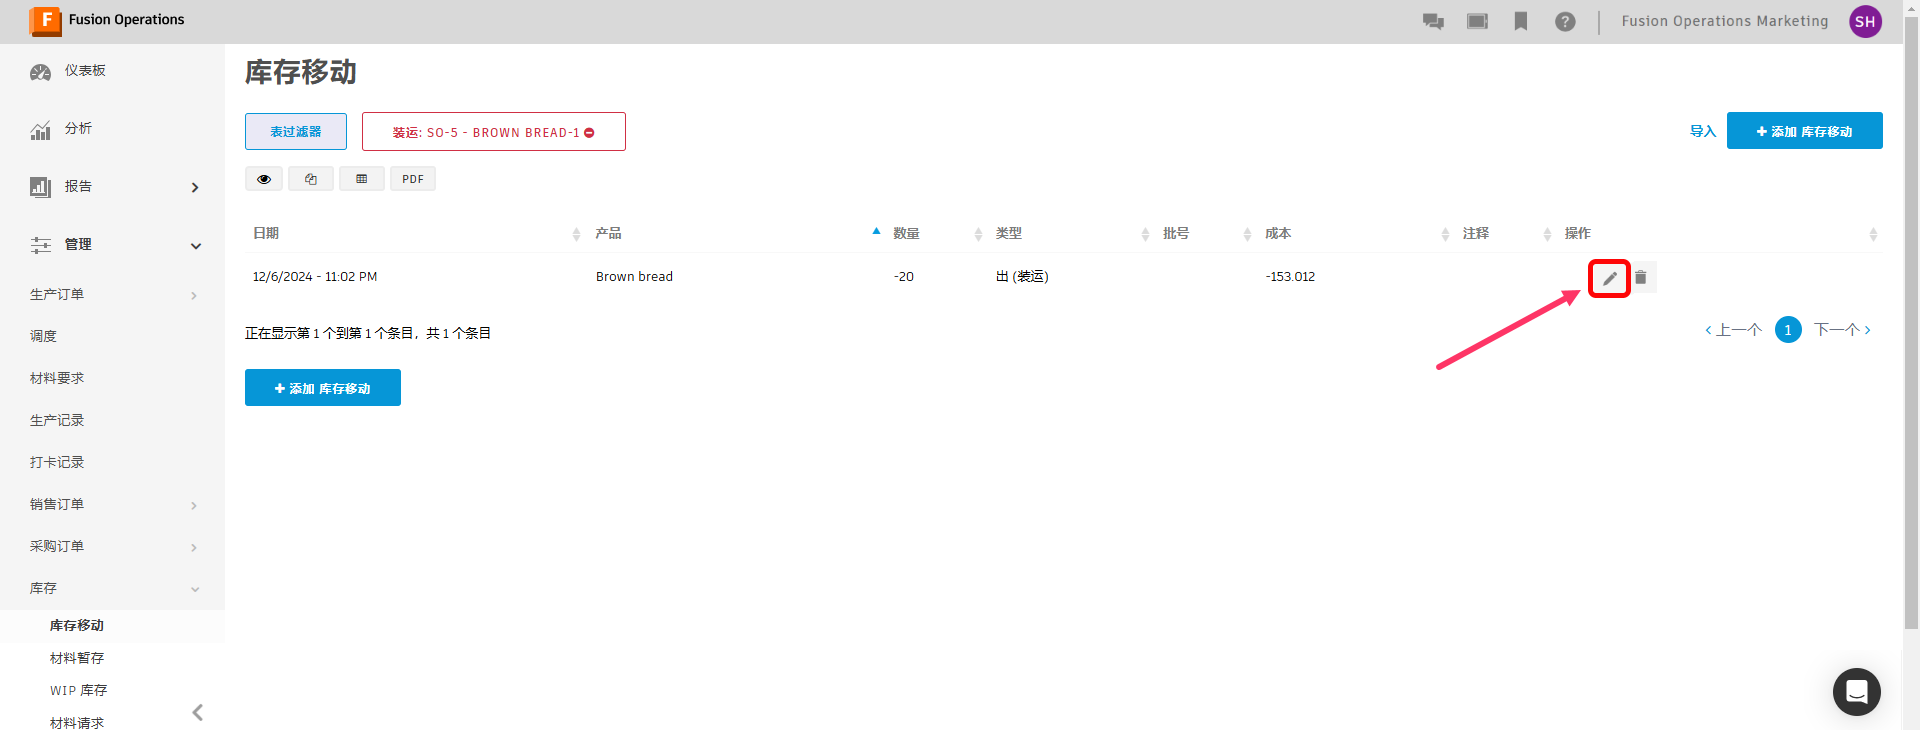 F Fusion Operations
? Fusion Operations Marketing SH
仪表板
分析
报告
管理
生产订单
调度
材料要求
生产记录
打卡记录
销售订单
采购订单
库存
库存移动
材料暂存
WIP 库存
材料请求
库存移动
表过滤器 装运: SO-5 - BROWN BREAD-1
导入 添加 库存移动
PDF
日期 产品 数量 类型 批号 成本 注释 操作
12/6/2024 - 11:02 PM Brown bread -20 出 (装运) -153.012
正在显示第 1 个到第 1 个条目，共 1 个条目
上一个 1 下一个
添加 库存移动